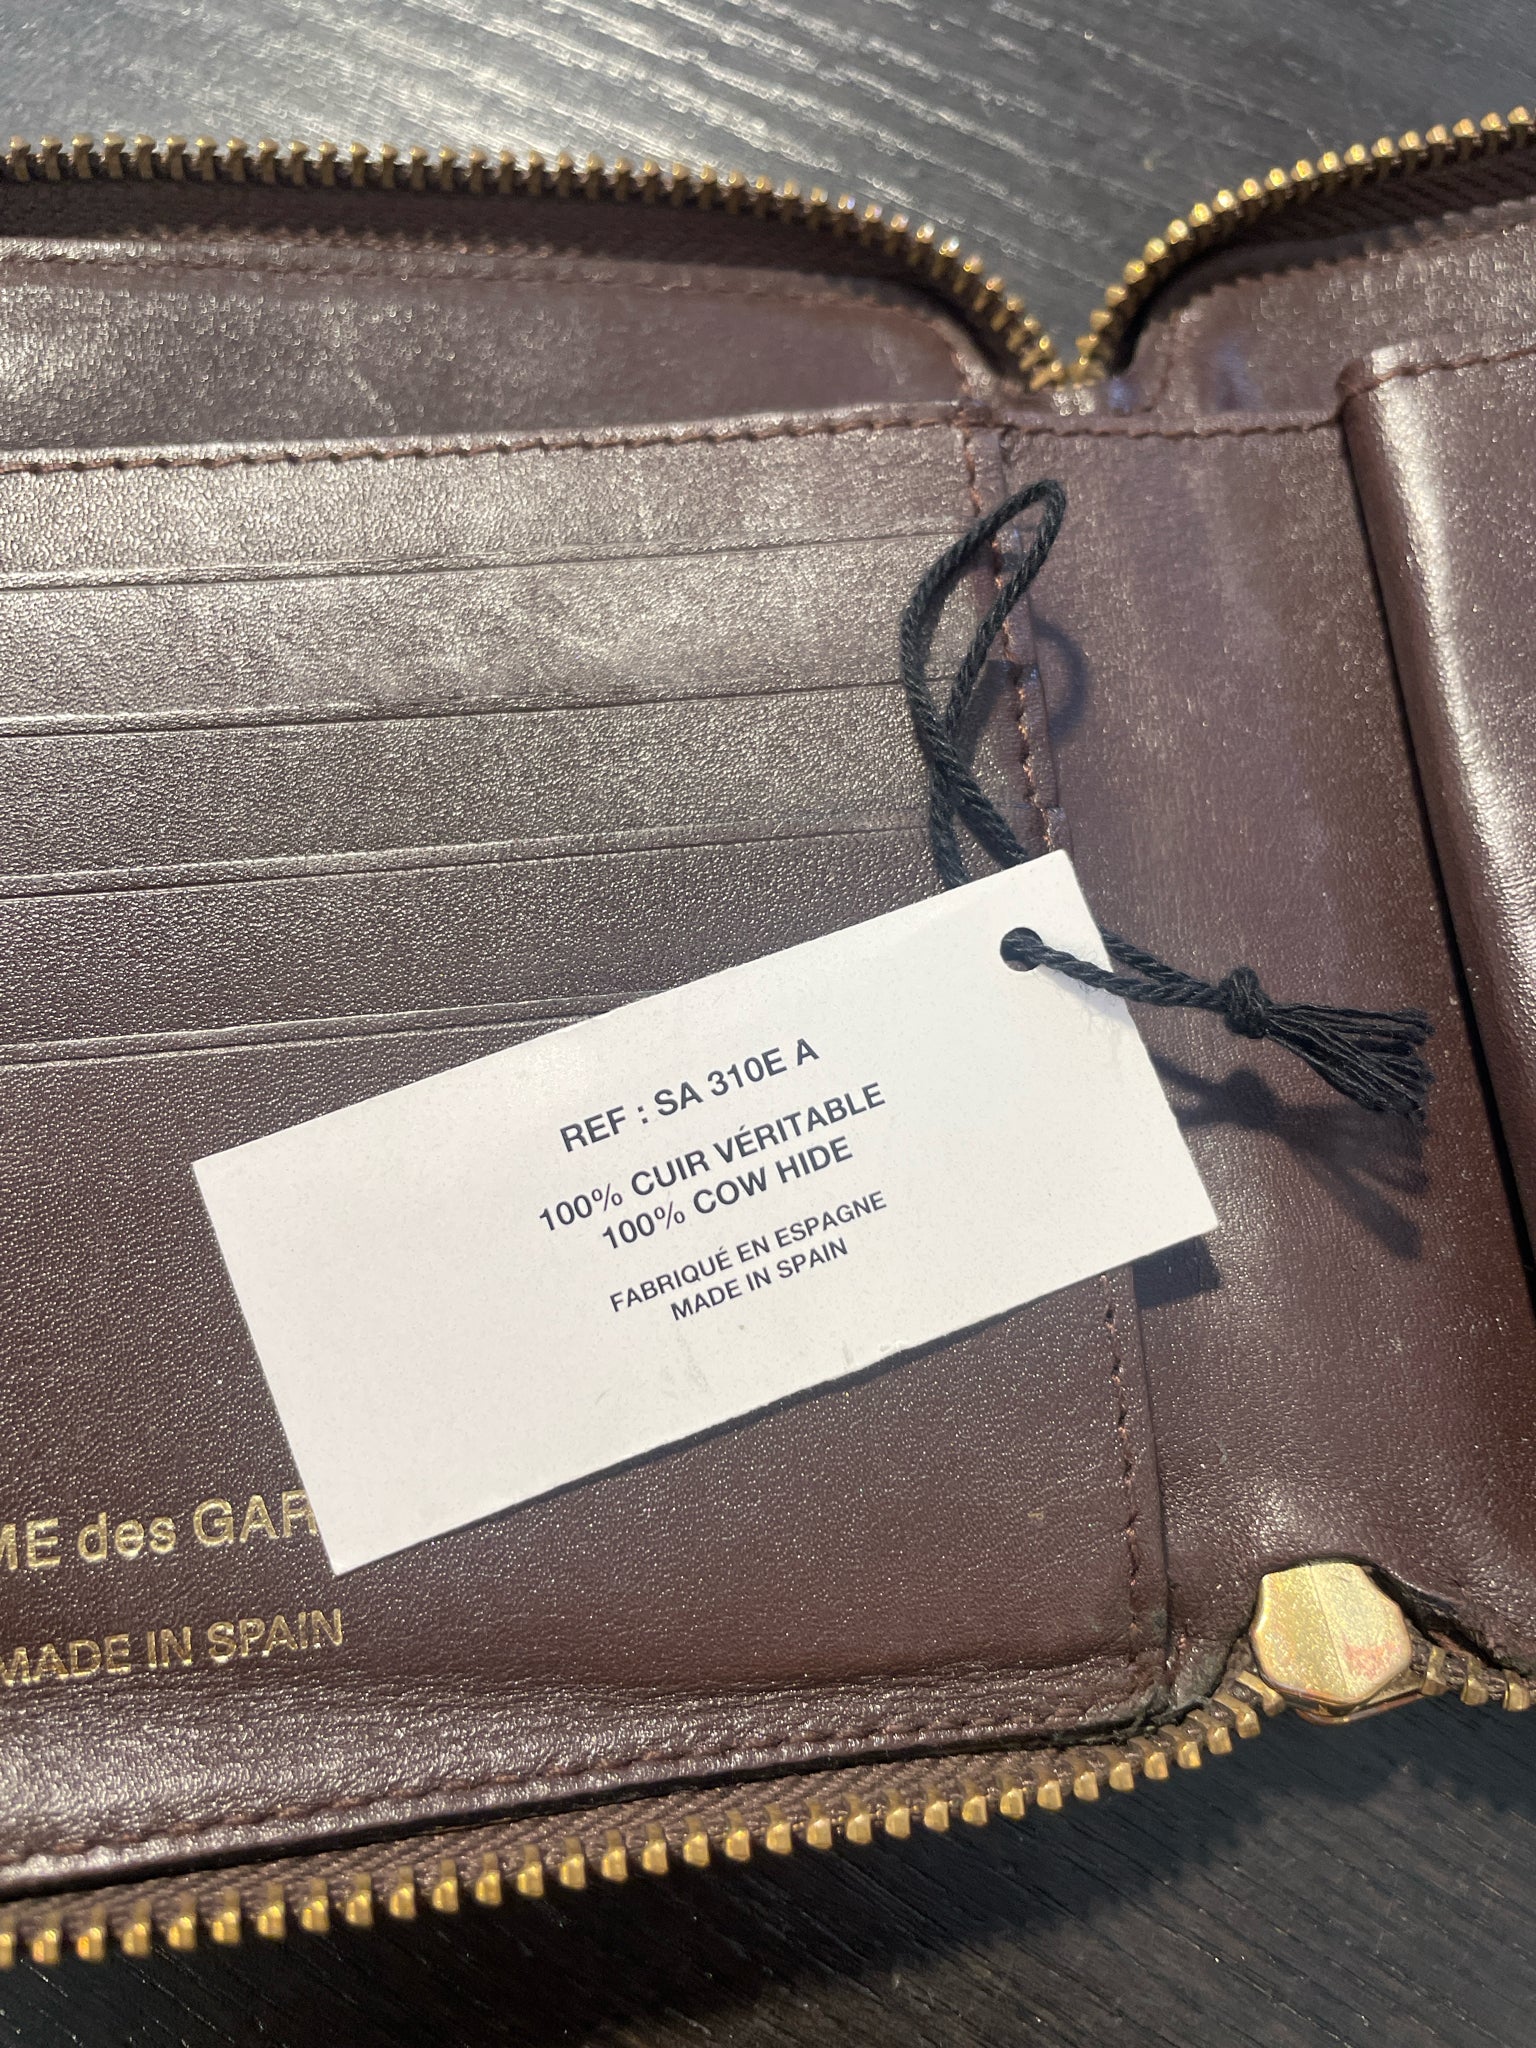 REF : SA 310E A
100% CUIR VÉRITABLE
100% COW HIDE
FABRIQUÉ EN ESPAGNE
MADE IN SPAIN
ME des GAR
MADE IN SPAIN